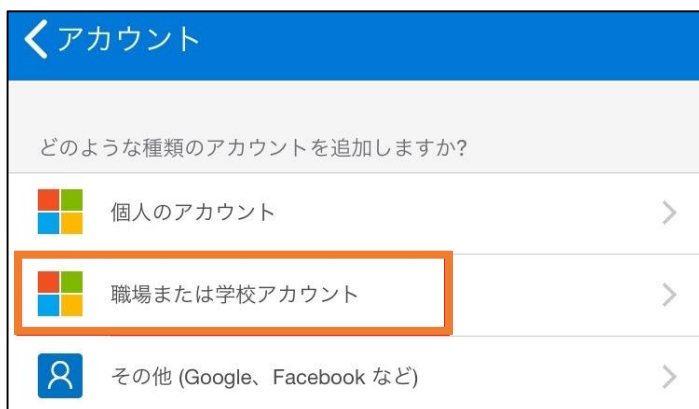 アカウント
どのような種類のアカウントを追加しますか?
個人のアカウント
職場または学校アカウント
その他 (Google、Facebook など)